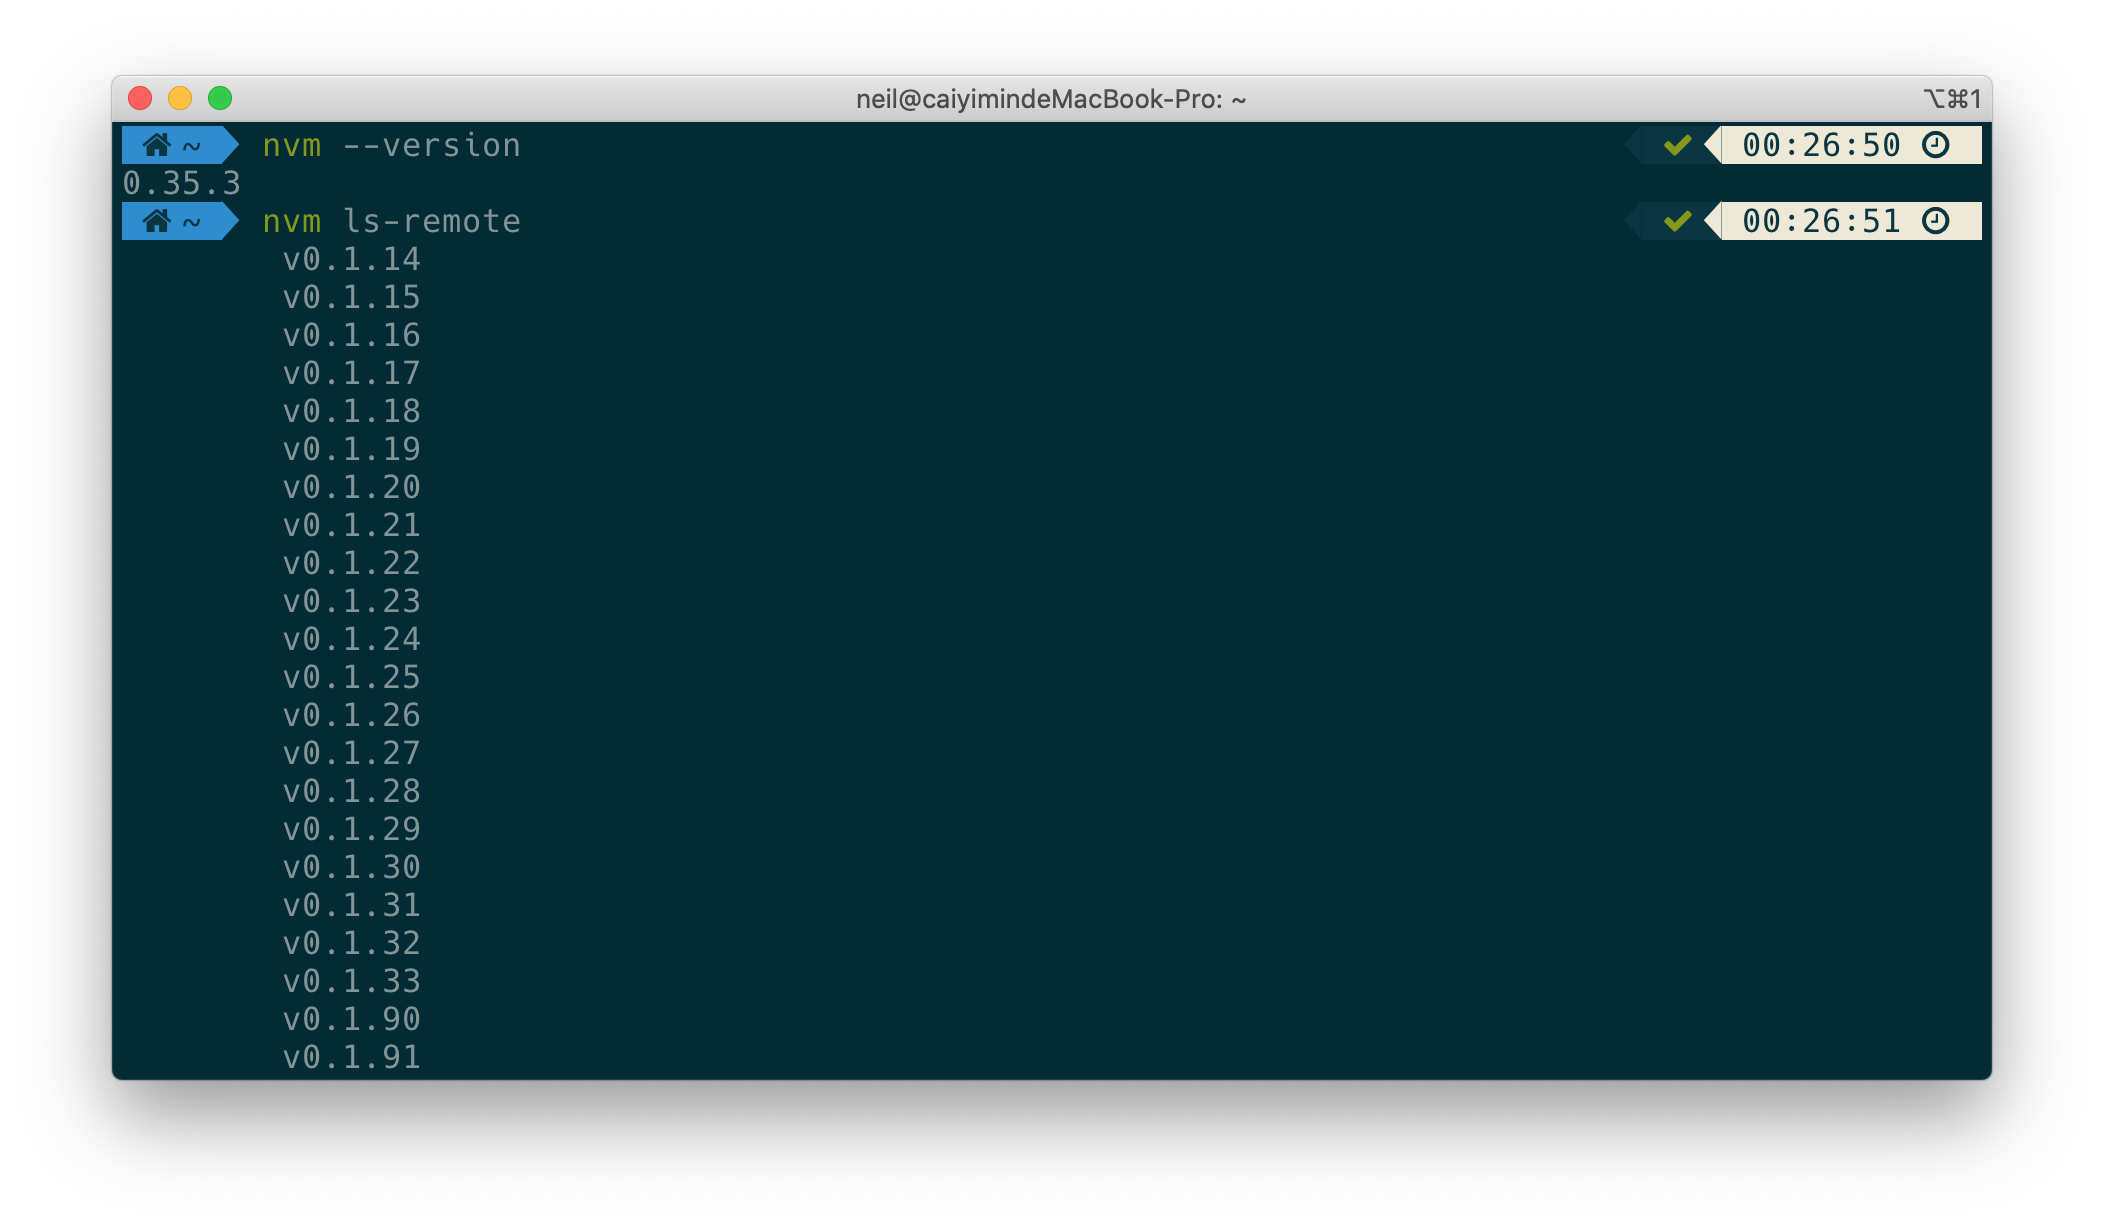 neil@caiyimindeMacBook-Pro: ~ ⌥⌘1
~ nvm --version ✔ 00:26:50
0.35.3
~ nvm ls-remote ✔ 00:26:51
v0.1.14
v0.1.15
v0.1.16
v0.1.17
v0.1.18
v0.1.19
v0.1.20
v0.1.21
v0.1.22
v0.1.23
v0.1.24
v0.1.25
v0.1.26
v0.1.27
v0.1.28
v0.1.29
v0.1.30
v0.1.31
v0.1.32
v0.1.33
v0.1.90
v0.1.91